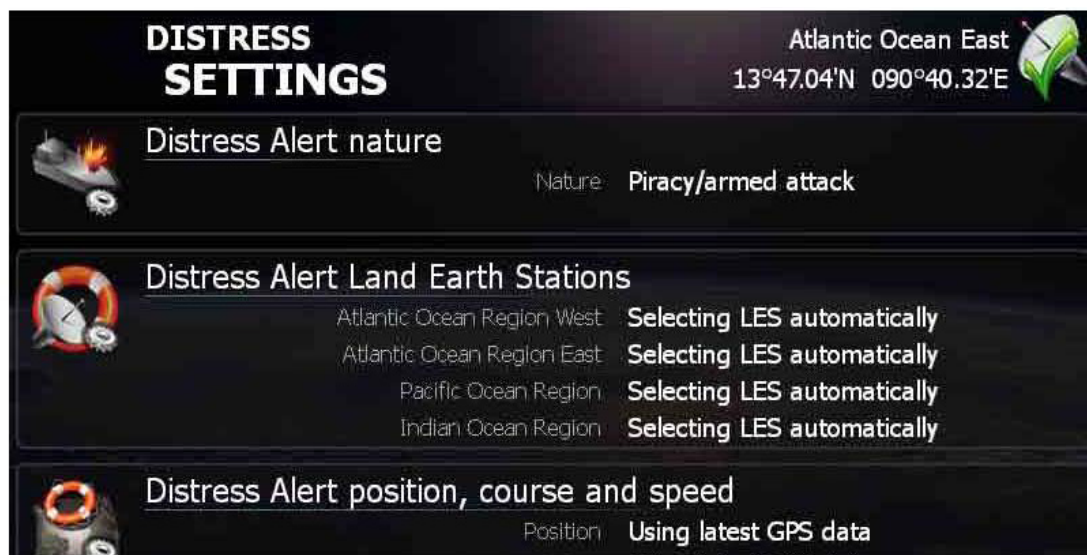 DISTRESS
SETTINGS
Atlantic Ocean East
13°47.04'N 090°40.32'E
Distress Alert nature
Nature Piracy/armed attack
Distress Alert Land Earth Stations
Atlantic Ocean Region West Selecting LES automatically
Atlantic Ocean Region East Selecting LES automatically
Pacific Ocean Region Selecting LES automatically
Indian Ocean Region Selecting LES automatically
Distress Alert position, course and speed
Position Using latest GPS data